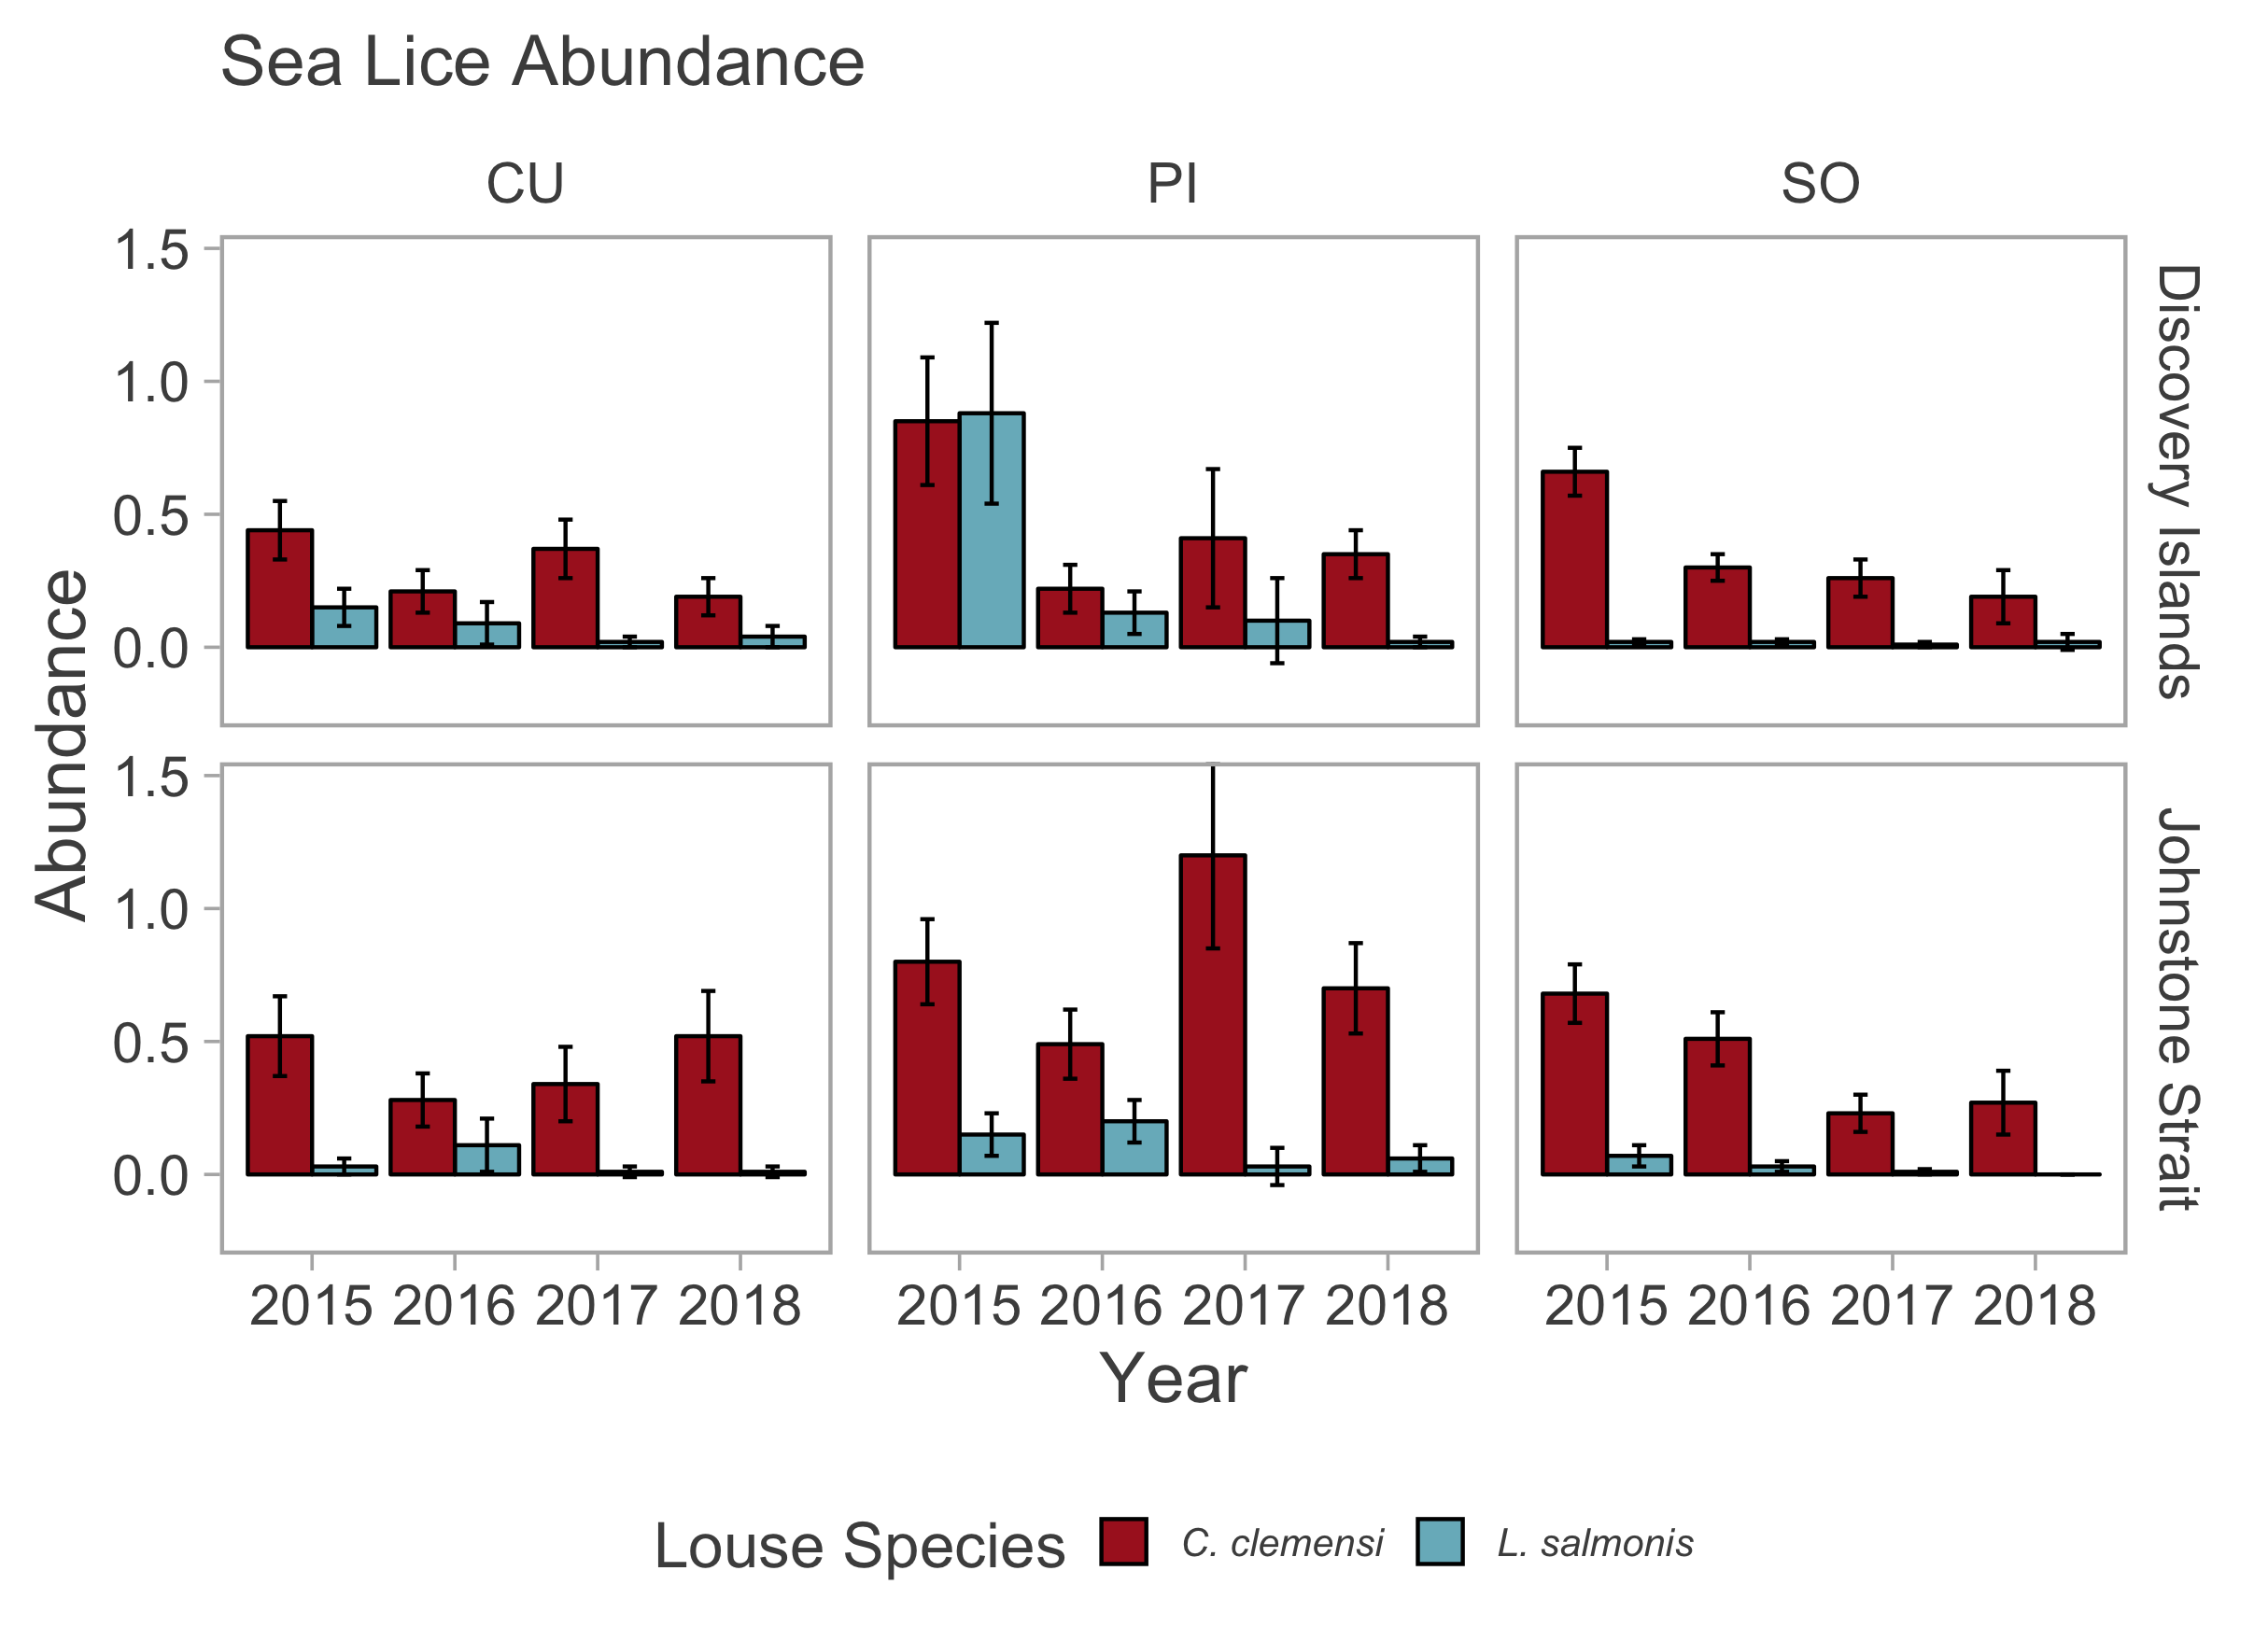 Sea Lice Abundance
CU
PI
SO
1.5
1.0
0.5
0.0
Discovery Islands
Abundance
1.5
1.0
0.5
0.0
Johnstone Strait
2015 2016 2017 2018
2015 2016 2017 2018
2015 2016 2017 2018
Year
Louse Species C. clemensi L. salmonis